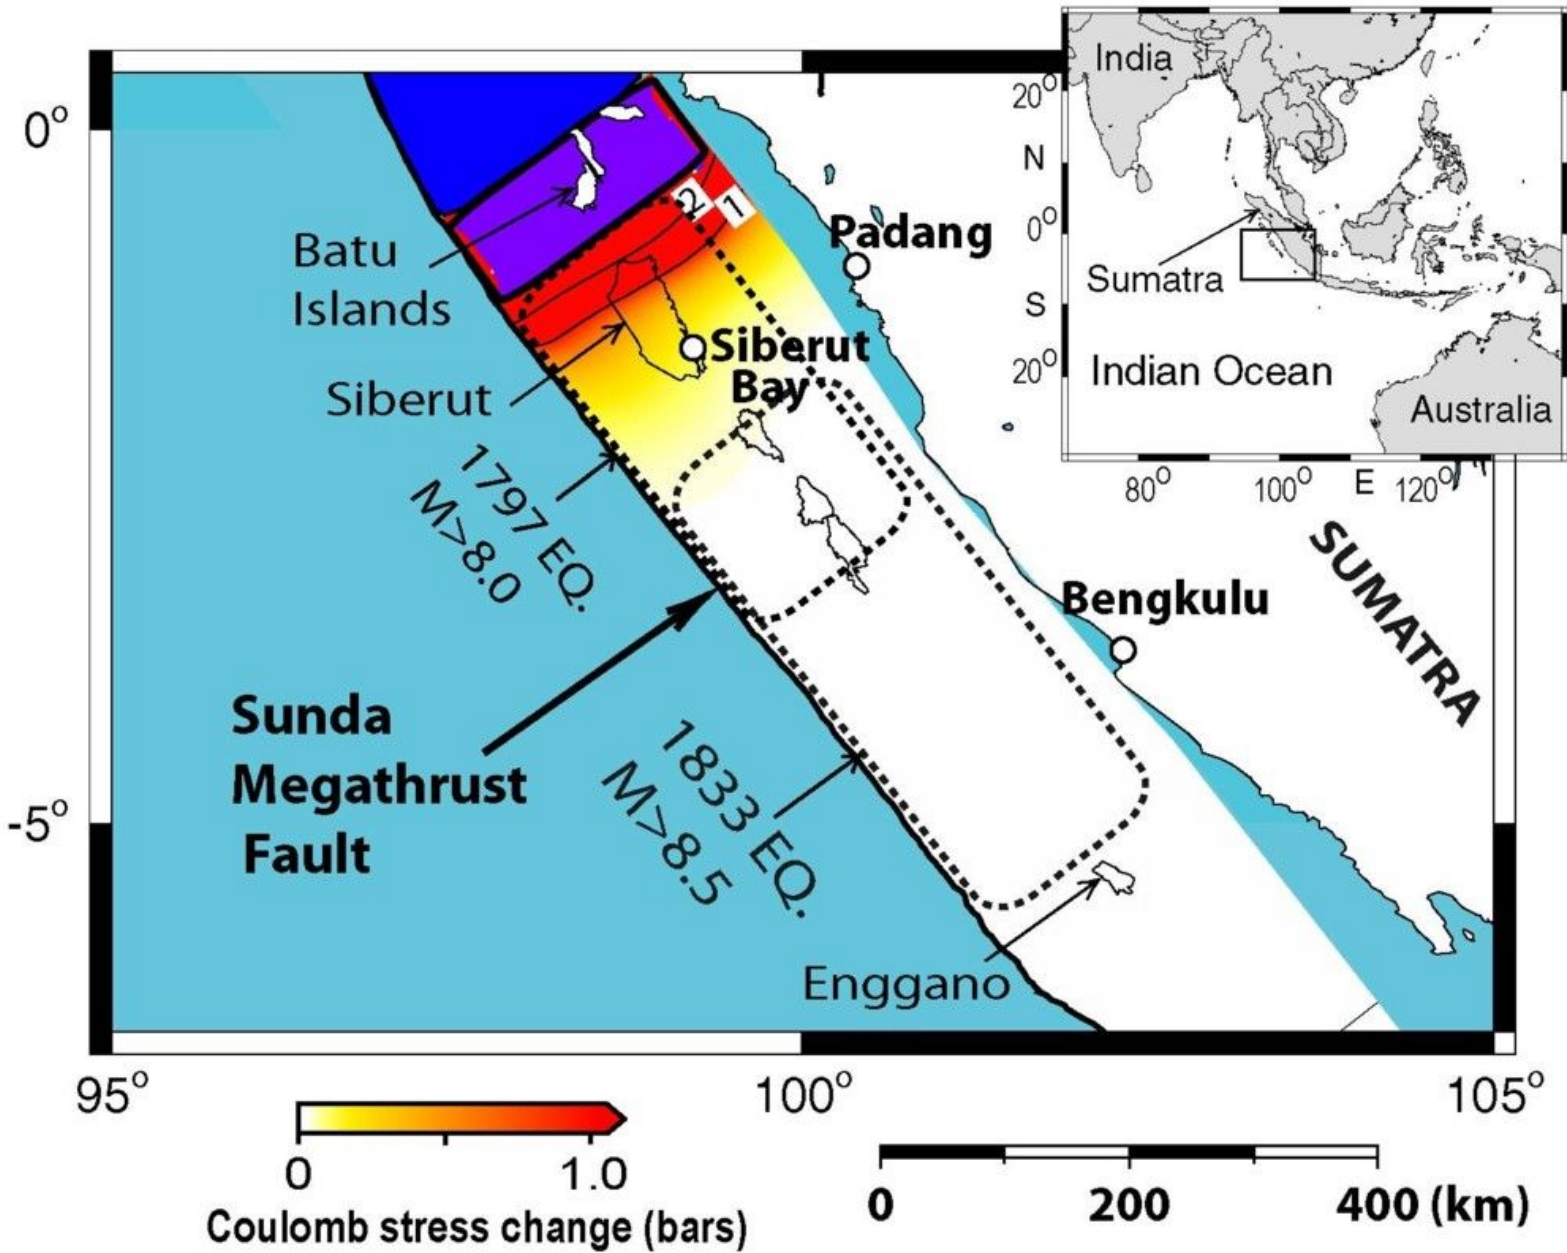 India
20°
N
0°
Sumatra
S
20°
Indian Ocean
Australia
80°
100°
E
120°
0°
2
1
Padang
Batu
Islands
Siberut
Bay
Siberut
1797 EQ.
M>8.0
SUMATRA
Bengkulu
Sunda
Megathrust
Fault
1833 EQ.
M>8.5
-5°
Enggano
95°
100°
105°
0
1.0
Coulomb stress change (bars)
0
200
400 (km)